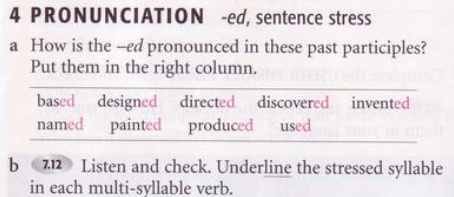 4 PRONUNCIATION -ed, sentence stress
a How is the –ed pronounced in these past participles?
Put them in the right column.
based designed directed discovered invented
named painted produced used
b 7.12 Listen and check. Underline the stressed syllable
in each multi-syllable verb.